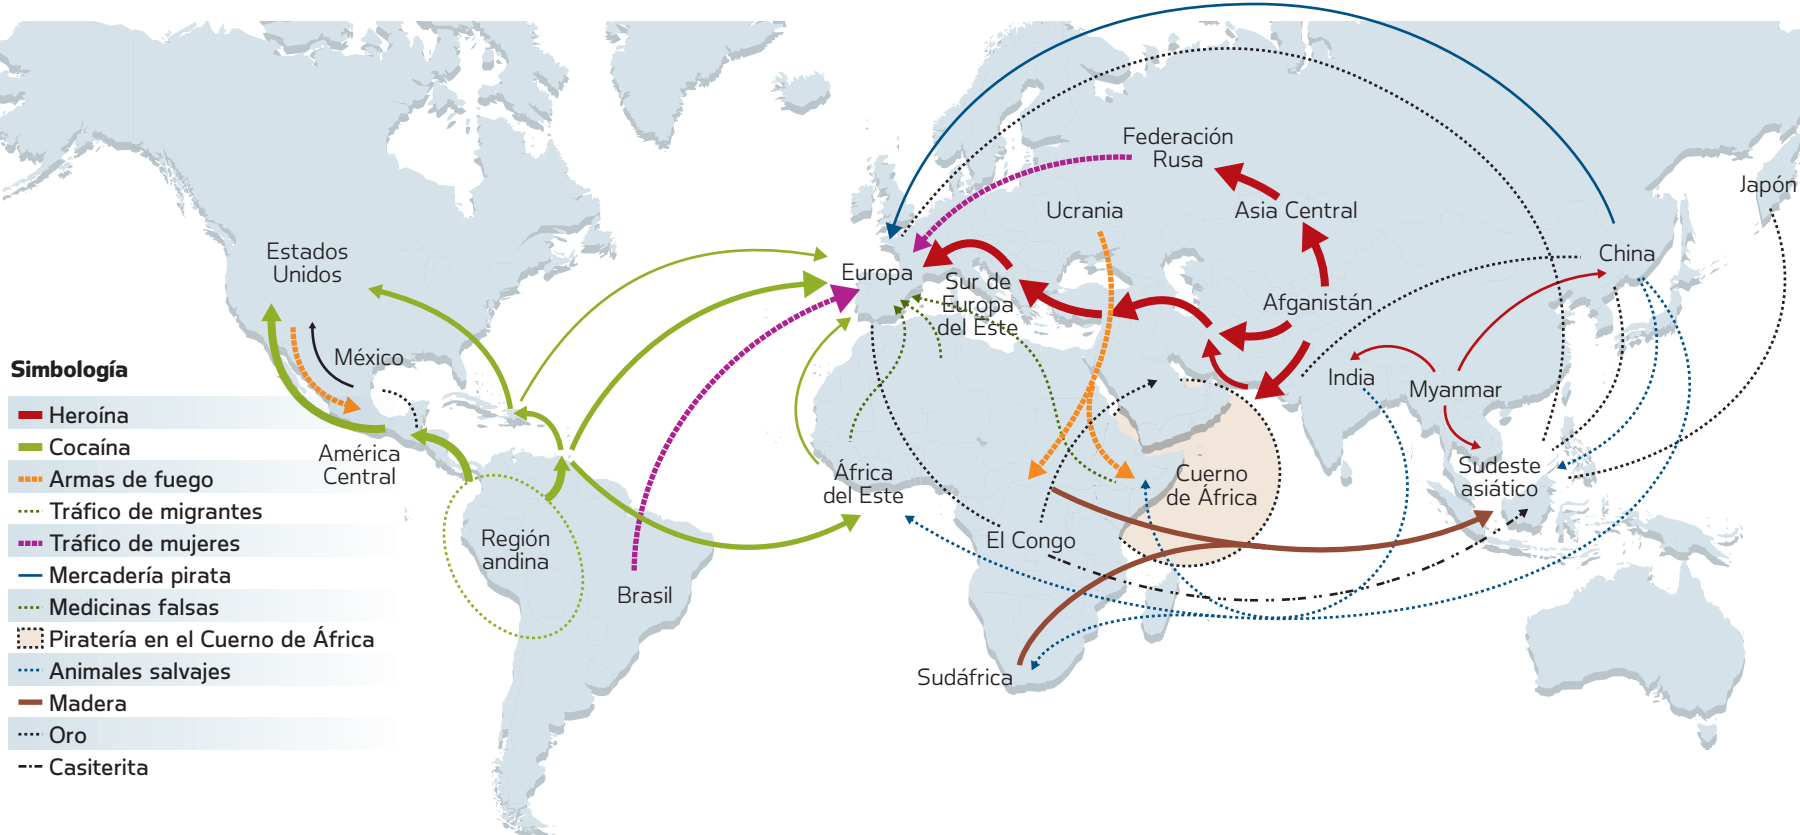 Federación
Rusa
Japón
Ucrania
Asia Central
Estados
Unidos
China
Europa
Sur de
Europa
del Este
Afganistán
México
India
Myanmar
América
Central
África
del Este
Cuerno
de África
Sudeste
asiático
Región
andina
El Congo
Brasil
Sudáfrica
Simbología
Heroína
Cocaína
Armas de fuego
Tráfico de migrantes
Tráfico de mujeres
Mercadería pirata
Medicinas falsas
Piratería en el Cuerno de África
Animales salvajes
Madera
Oro
Casiterita